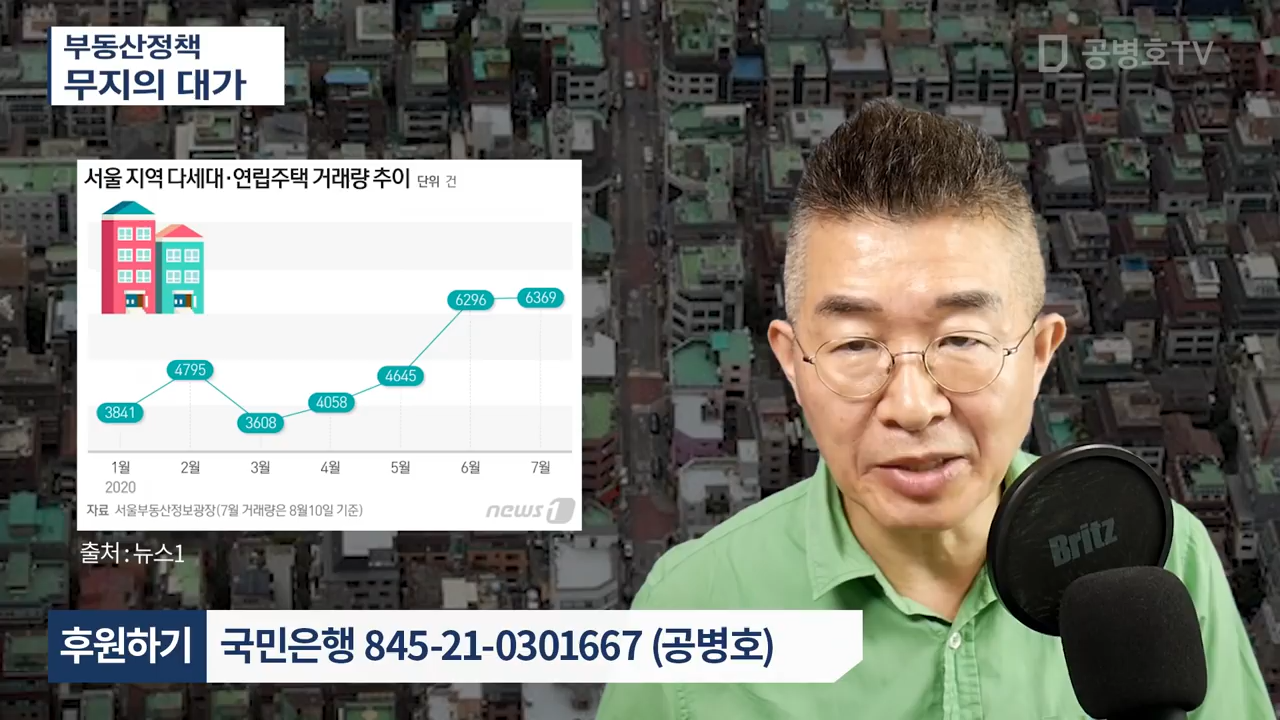 부동산정책
무지의 대가
공병호TV
서울 지역 다세대·연립주택 거래량 추이 단위 건
6296
6369
4795
4645
4058
3841
3608
1월 2월 3월 4월 5월 6월 7월
2020
자료 서울부동산정보광장(7월 거래량은 8월10일 기준)
news1
출처 : 뉴스1
Britz
후원하기 국민은행 845-21-0301667 (공병호)